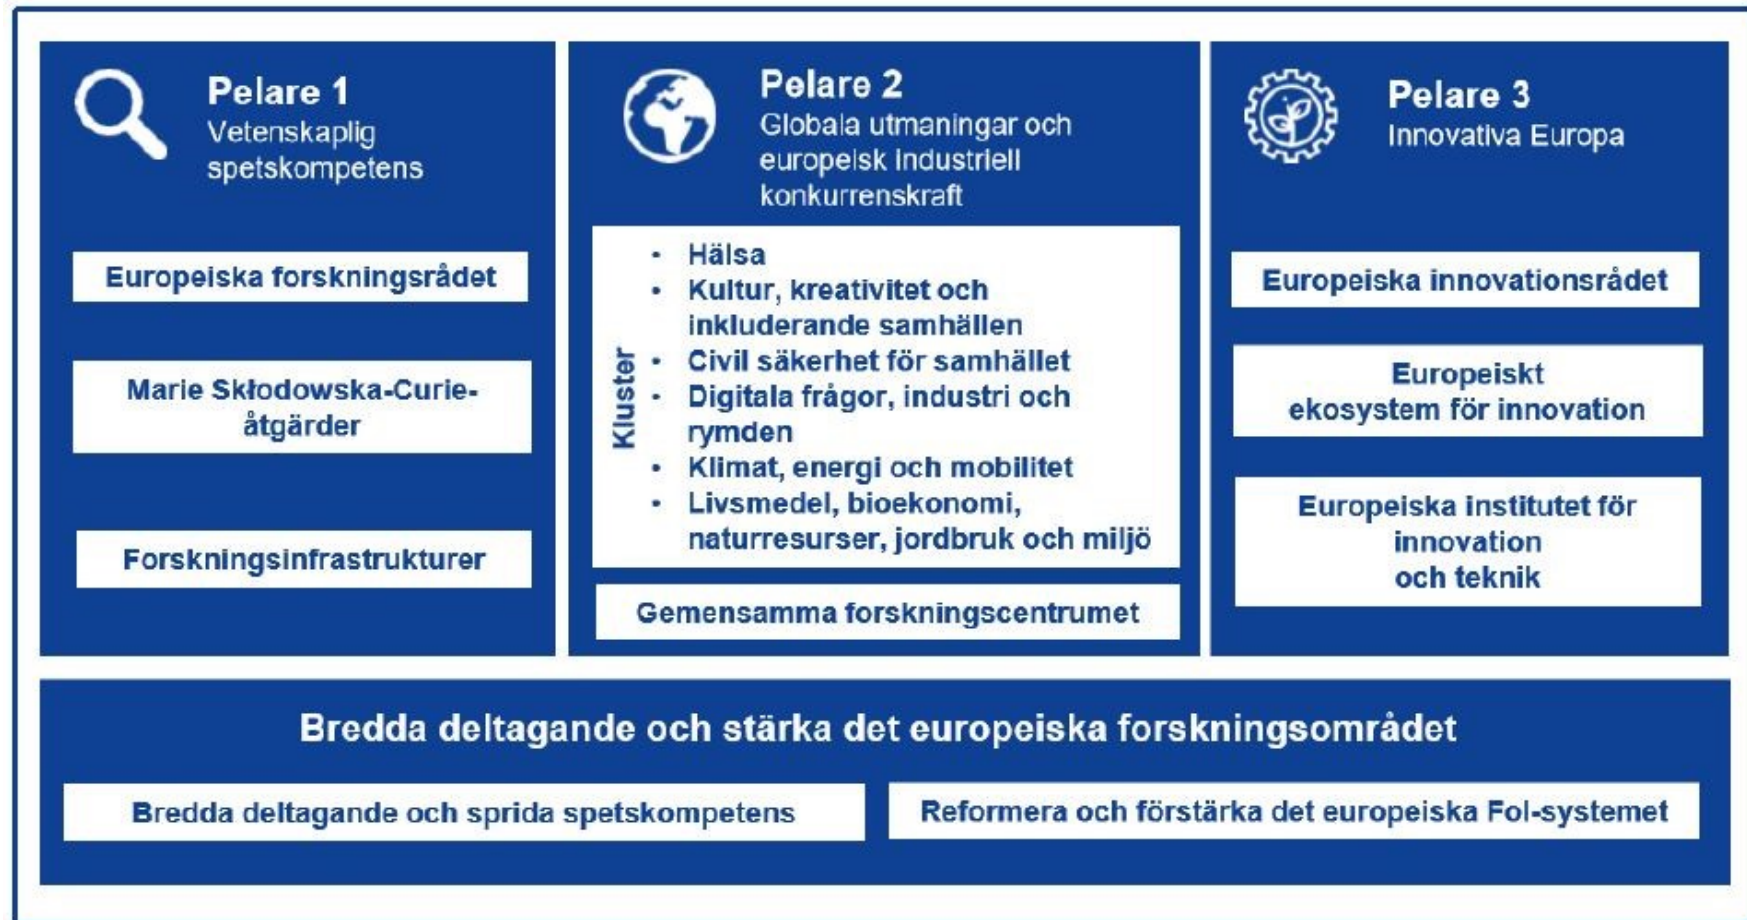 Pelare 1
Vetenskaplig
spetskompetens
Europeiska forskningsrådet
Marie Skłodowska-Curie-
åtgärder
Forskningsinfrastrukturer
Pelare 2
Globala utmaningar och
europeisk industriell
konkurrenskraft
Kluster
• Hälsa
• Kultur, kreativitet och
inkluderande samhällen
• Civil säkerhet för samhället
• Digitala frågor, industri och
rymden
• Klimat, energi och mobilitet
• Livsmedel, bioekonomi,
naturresurser, jordbruk och miljö
Gemensamma forskningscentrumet
Pelare 3
Innovativa Europa
Europeiska innovationsrådet
Europeiskt
ekosystem för innovation
Europeiska institutet för
innovation
och teknik
Bredda deltagande och stärka det europeiska forskningsområdet
Bredda deltagande och sprida spetskompetens
Reformera och förstärka det europeiska FoI-systemet